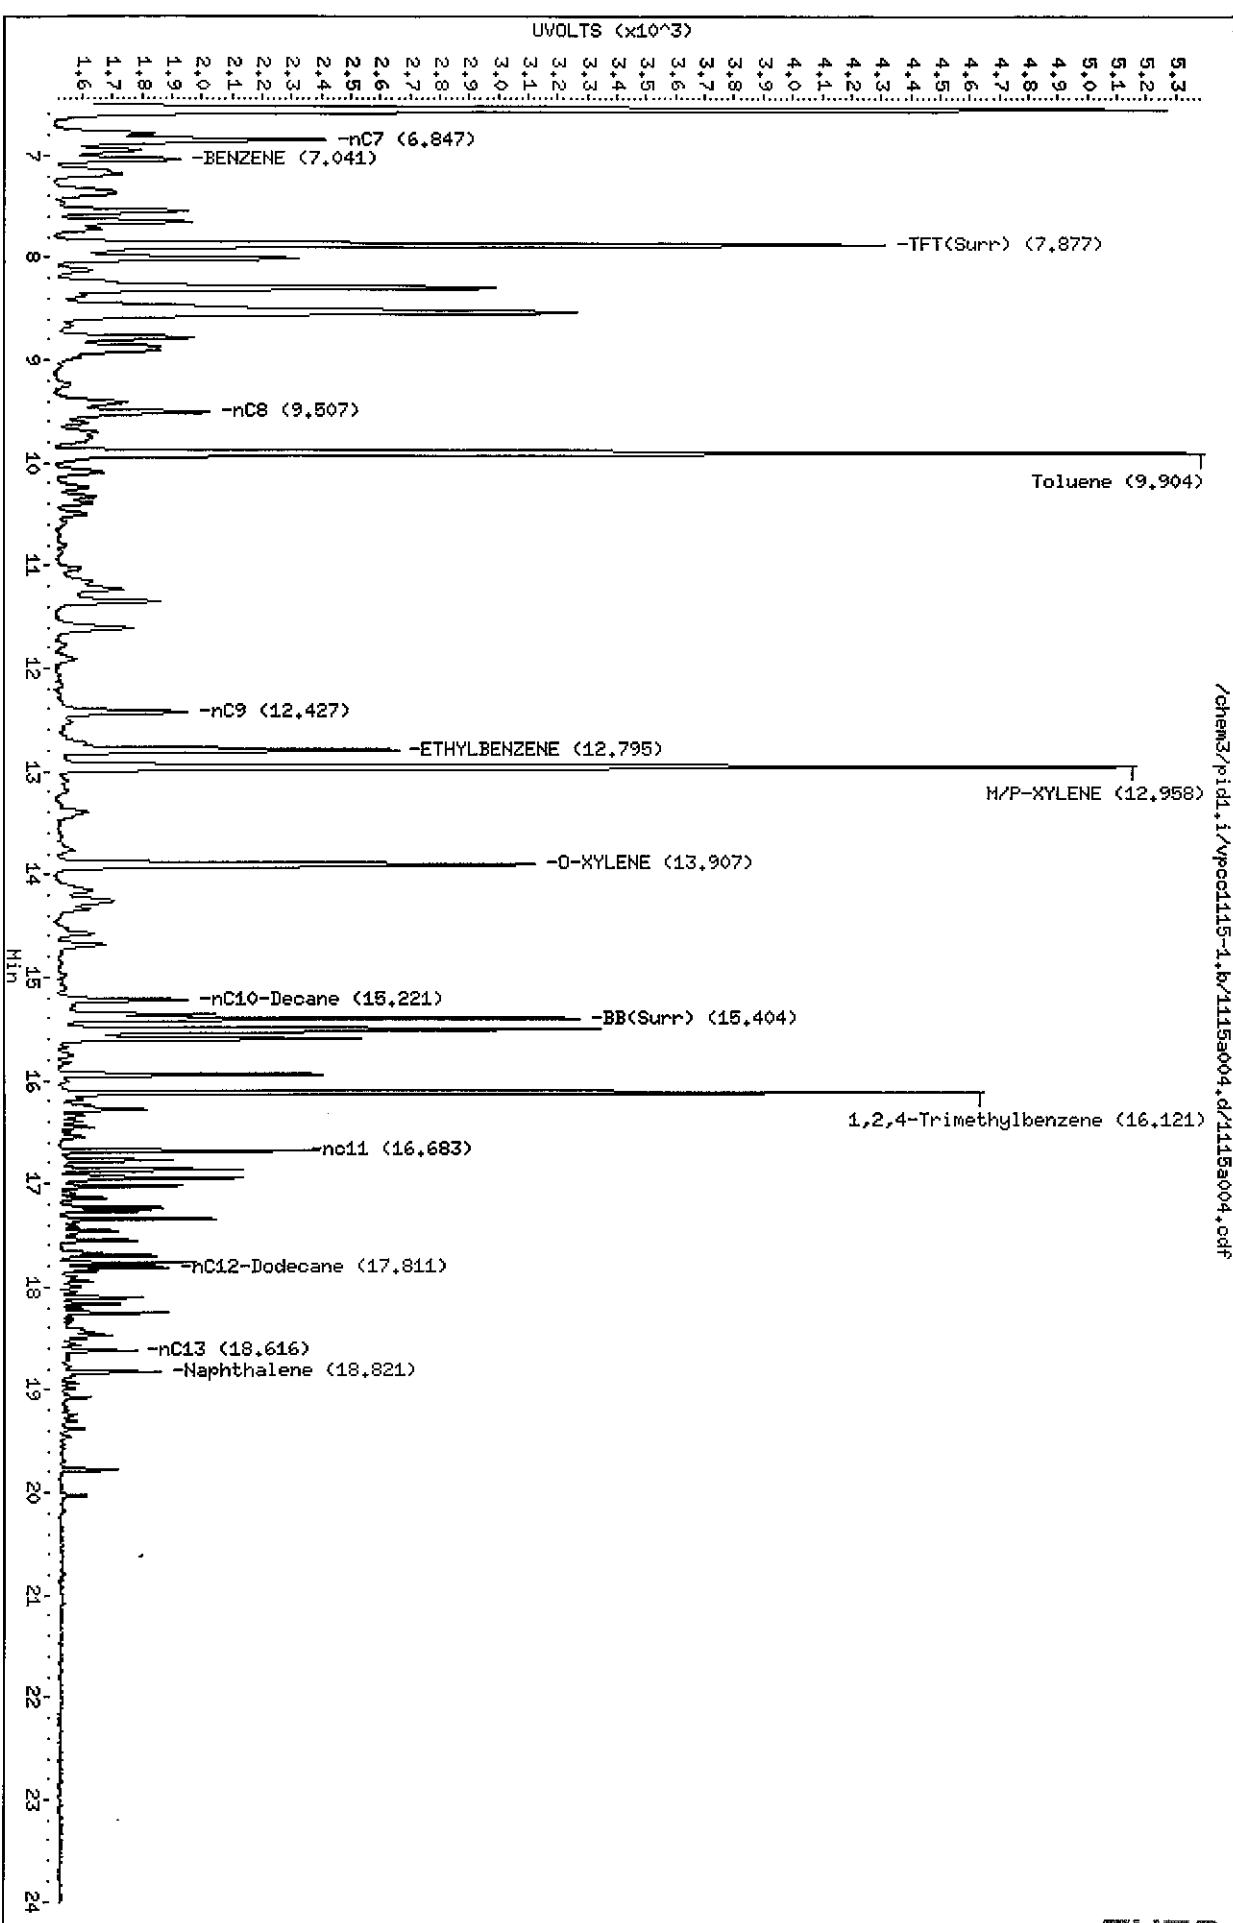 /chem3/pid1.i/vpcc1115-1.b/1115a004.d/1115a004.cdf
UVOLTS (x10^3)
5.3
5.2
5.1
5.0
4.9
4.8
4.7
4.6
4.5
4.4
4.3
4.2
4.1
4.0
3.9
3.8
3.7
3.6
3.5
3.4
3.3
3.2
3.1
3.0
2.9
2.8
2.7
2.6
2.5
2.4
2.3
2.2
2.1
2.0
1.9
1.8
1.7
1.6
-nC7 (6.847)
-BENZENE (7.041)
-TFT(Surr) (7.877)
-nC8 (9.507)
Toluene (9.904)
-nC9 (12.427)
-ETHYLBENZENE (12.795)
M/P-XYLENE (12.958)
-O-XYLENE (13.907)
-nC10-Decane (15.221)
-BB(Surr) (15.404)
1,2,4-Trimethylbenzene (16.121)
-nc11 (16.683)
-nC12-Dodecane (17.811)
-nC13 (18.616)
-Naphthalene (18.821)
7
8
9
10
11
12
13
14
15
16
17
18
19
20
21
22
23
24
Min